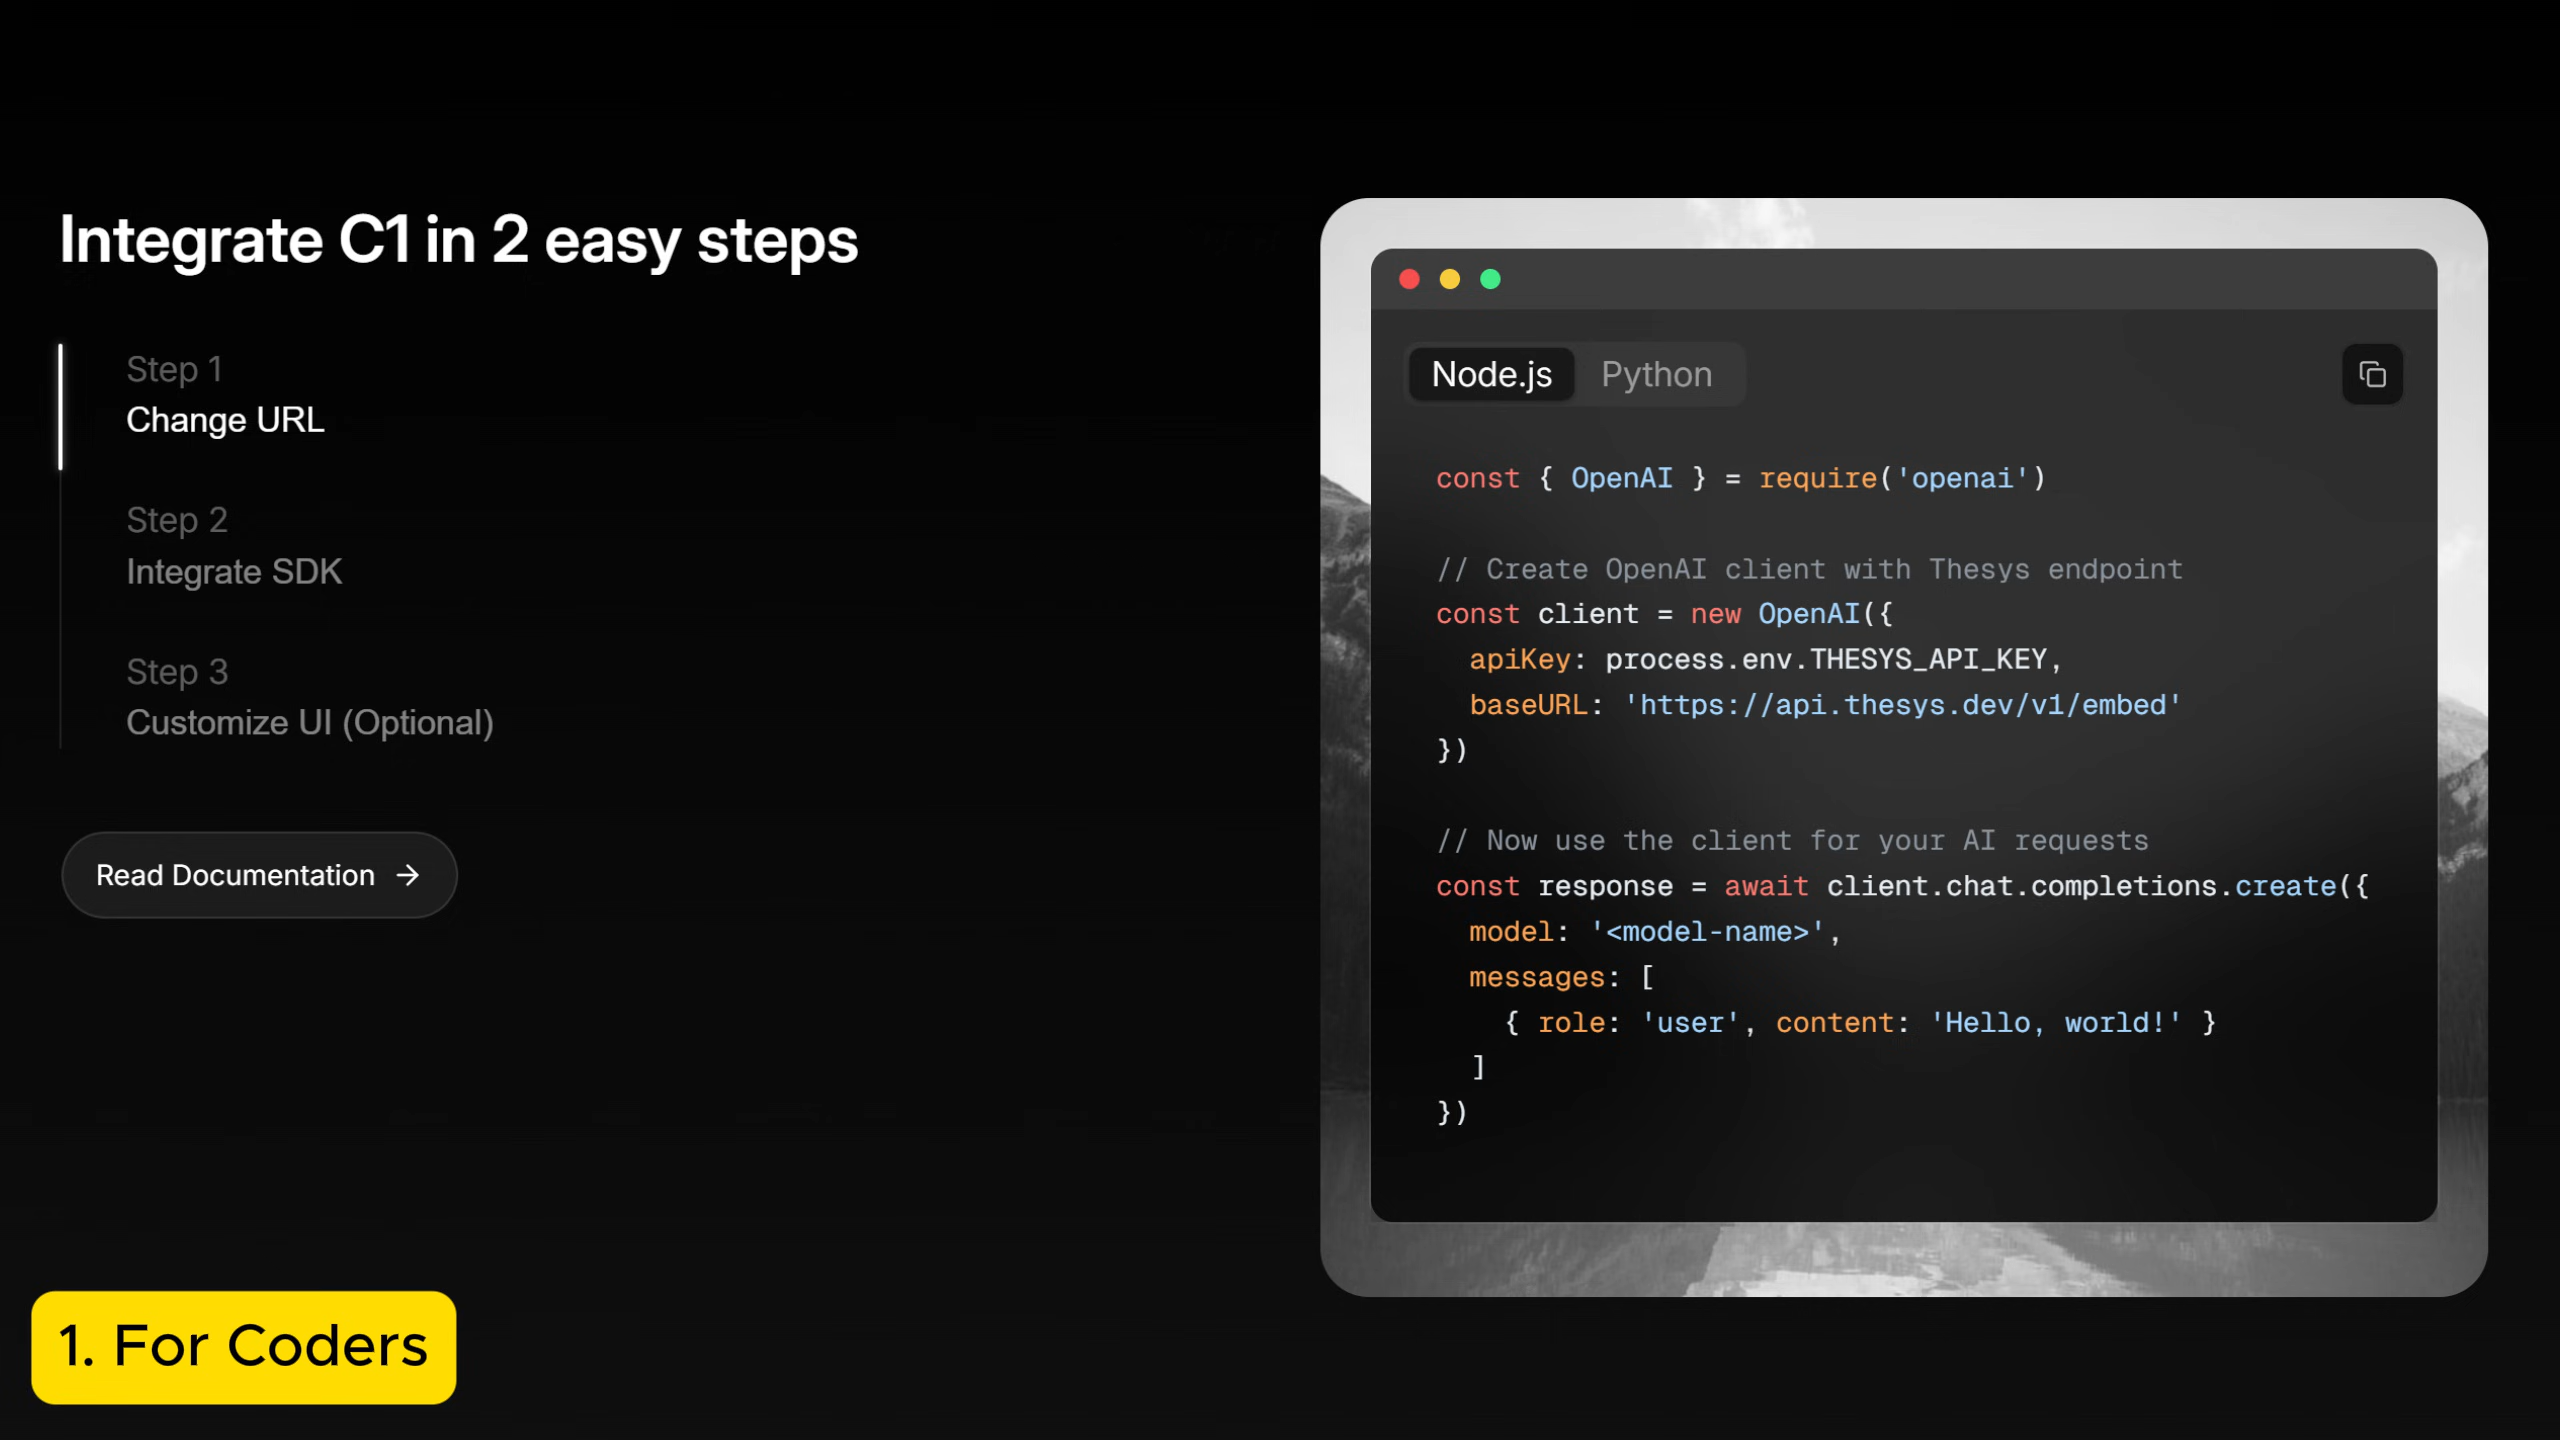 Integrate C1 in 2 easy steps
Step 1
Change URL
Step 2
Integrate SDK
Step 3
Customize UI (Optional)
Read Documentation →
1. For Coders
Node.js Python
const { OpenAI } = require('openai')
// Create OpenAI client with Thesys endpoint
const client = new OpenAI({
  apiKey: process.env.THESYS_API_KEY,
  baseURL: 'https://api.thesys.dev/v1/embed'
})
// Now use the client for your AI requests
const response = await client.chat.completions.create({
  model: '<model-name>',
  messages: [
    { role: 'user', content: 'Hello, world!' }
  ]
})